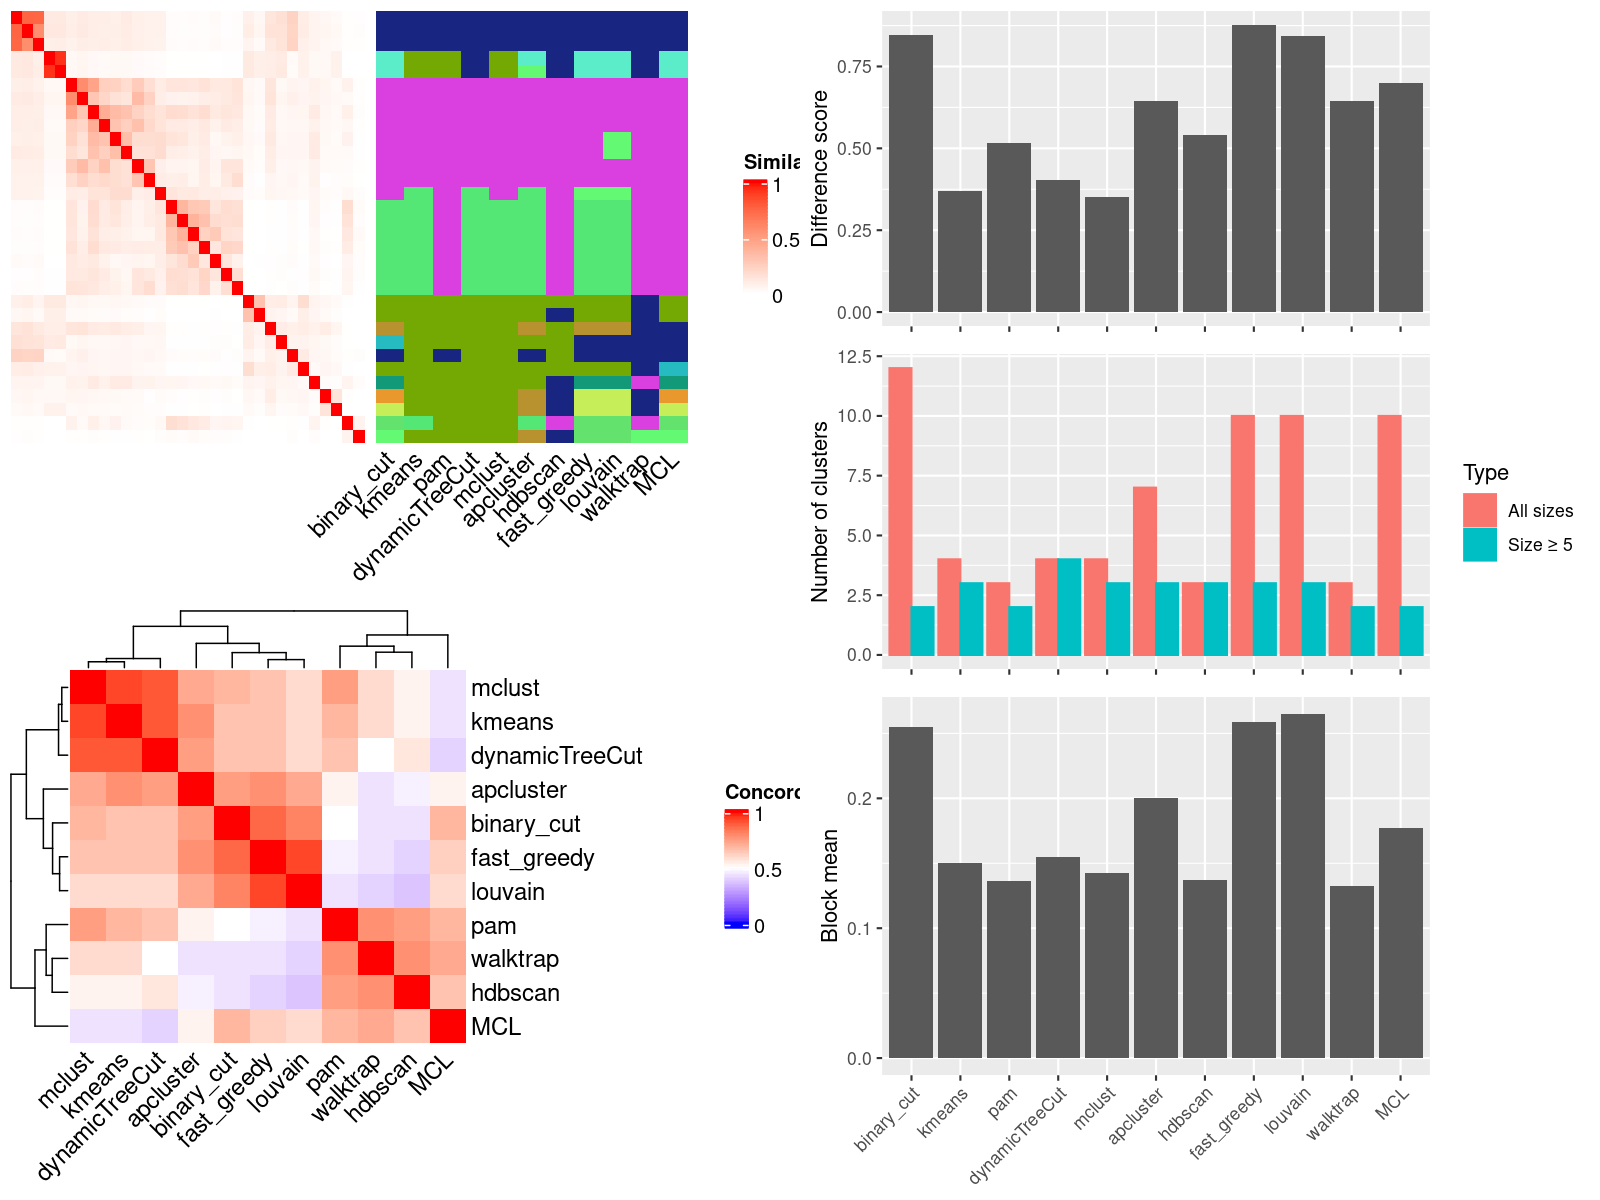 Simila
1
0.5
0
binary_cut
kmeans
pam
dynamicTreeCut
mclust
apcluster
hdbscan
fast_greedy
louvain
walktrap
MCL
mclust
kmeans
dynamicTreeCut
apcluster
binary_cut
fast_greedy
louvain
pam
walktrap
hdbscan
MCL
mclust
kmeans
dynamicTreeCut
apcluster
binary_cut
fast_greedy
louvain
pam
walktrap
hdbscan
MCL
Concord
1
0.5
0
Difference score
0.75
0.50
0.25
0.00
Number of clusters
12.5
10.0
7.5
5.0
2.5
0.0
Type
All sizes
Size ≥ 5
Block mean
0.2
0.1
0.0
binary_cut
kmeans
pam
dynamicTreeCut
mclust
apcluster
hdbscan
fast_greedy
louvain
walktrap
MCL